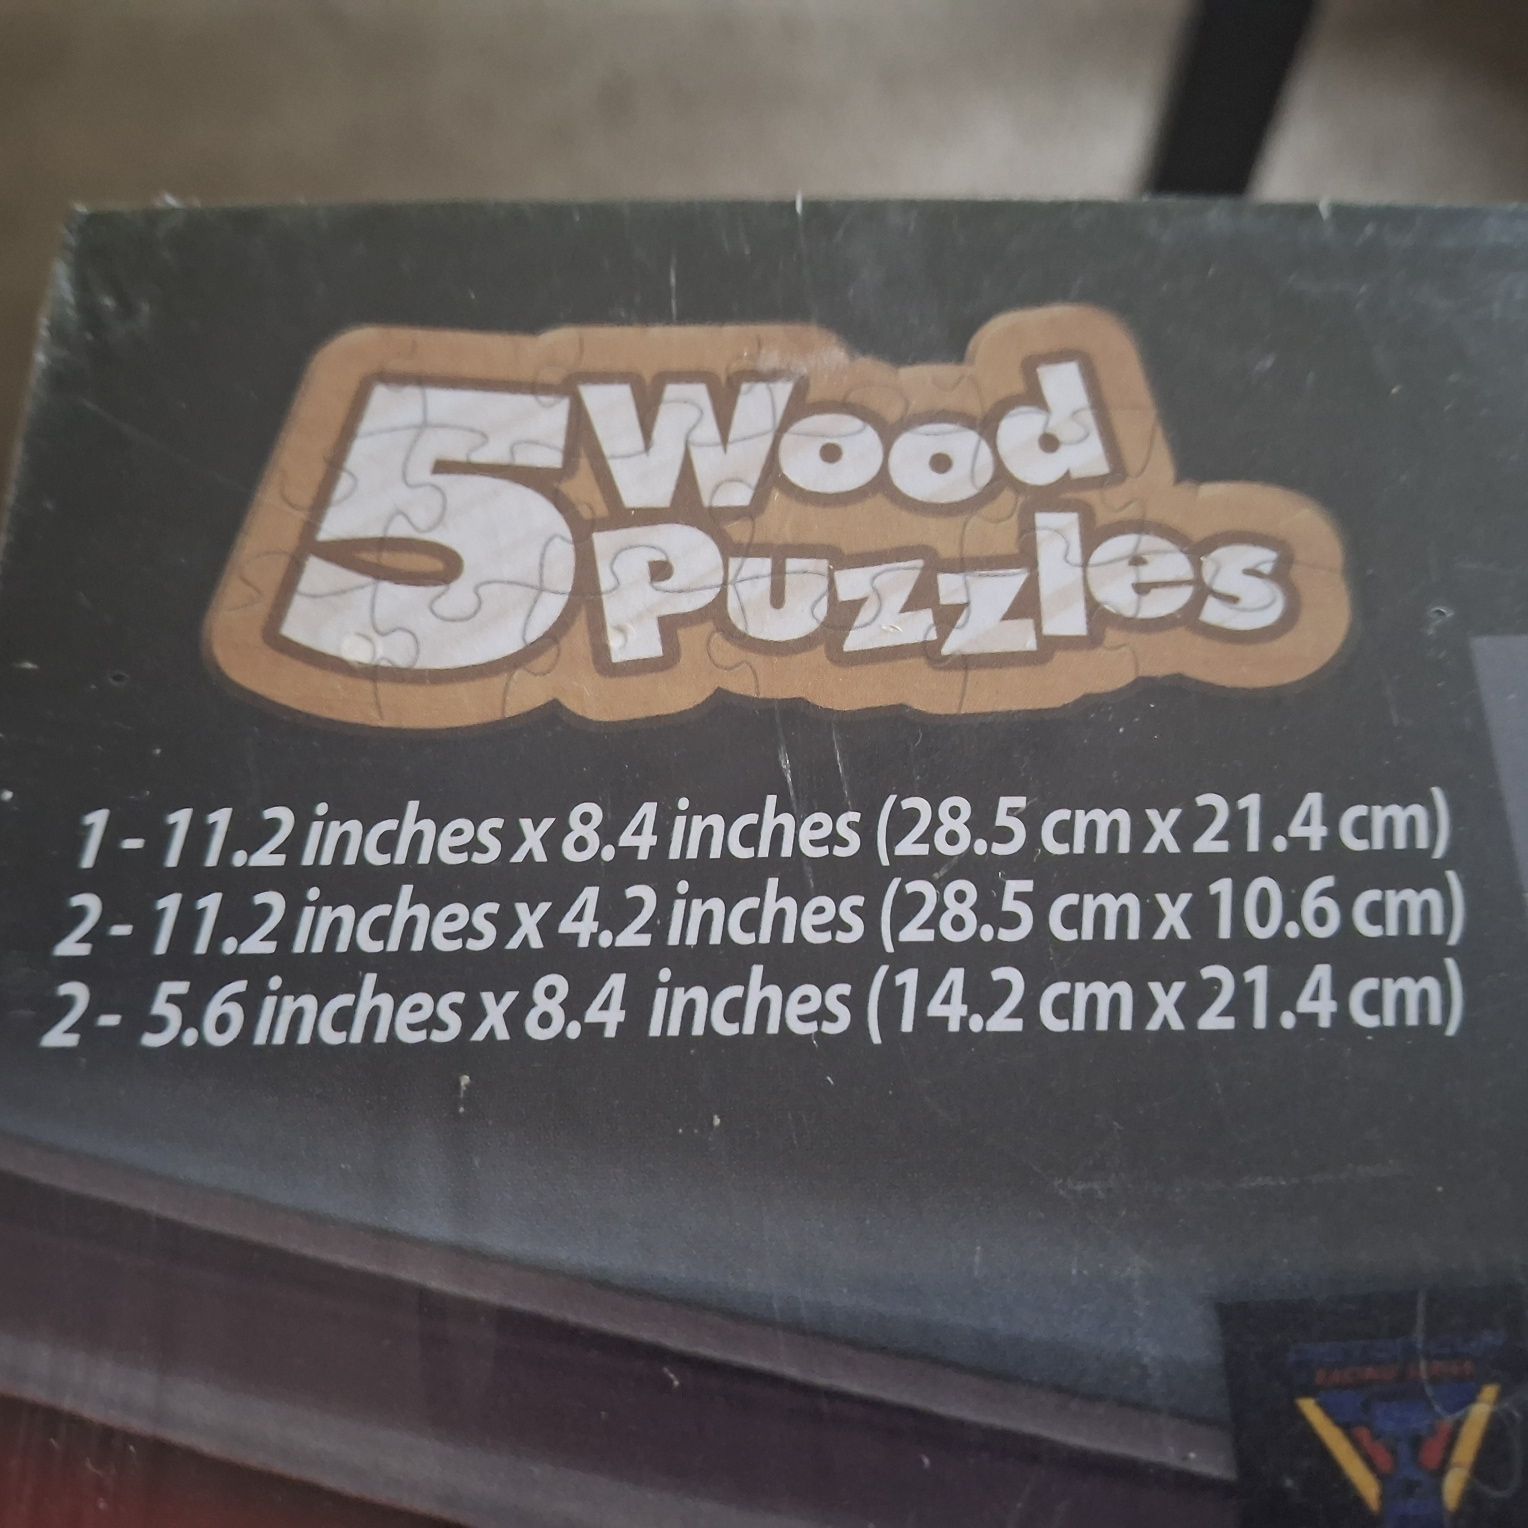 5 Wood
Puzzles
1 - 11.2 inches x 8.4 inches (28.5 cm x 21.4 cm)
2 - 11.2 inches x 4.2 inches (28.5 cm x 10.6 cm)
2 - 5.6 inches x 8.4 inches (14.2 cm x 21.4 cm)
RACING